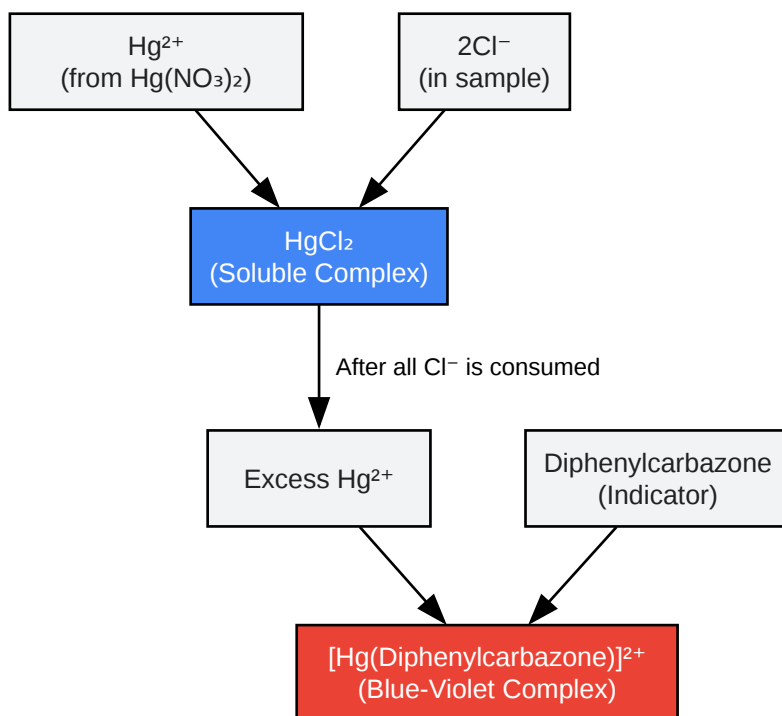 Hg²⁺
(from Hg(NO₃)₂)
2Cl⁻
(in sample)
HgCl₂
(Soluble Complex)
After all Cl⁻ is consumed
Excess Hg²⁺
Diphenylcarbazone
(Indicator)
[Hg(Diphenylcarbazone)]²⁺
(Blue-Violet Complex)